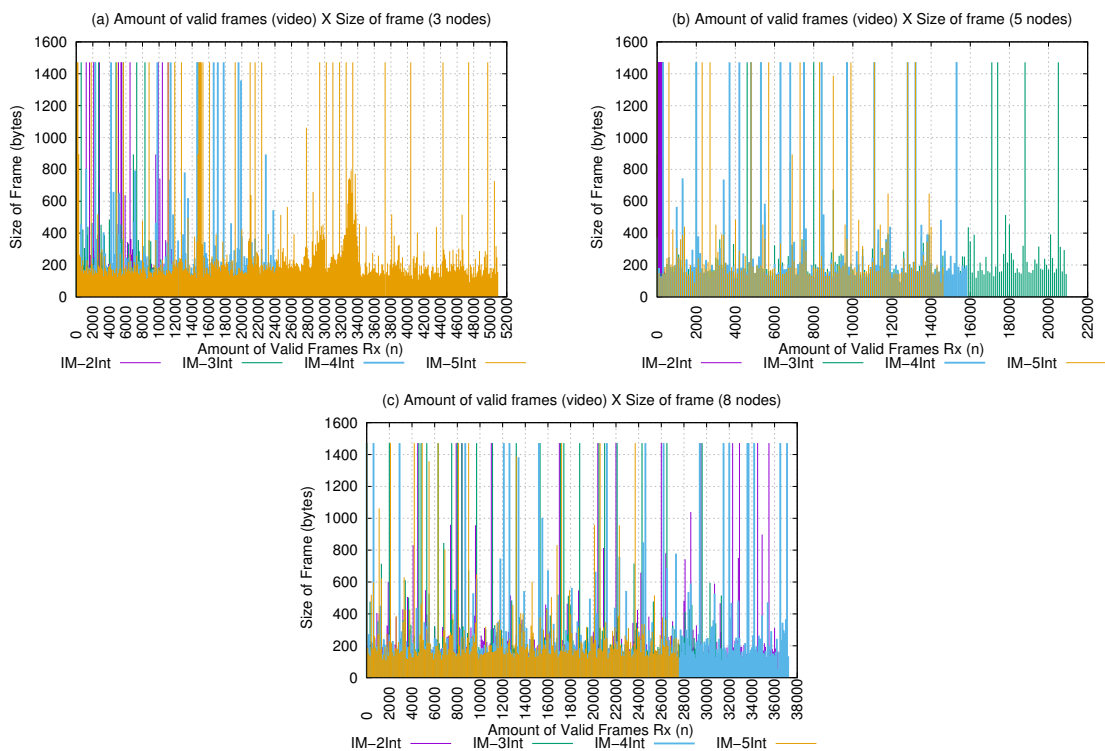 (a) Amount of valid frames (video) X Size of frame (3 nodes)
Size of Frame (bytes)
1600
1400
1200
1000
800
600
400
200
0
0 2000 4000 6000 8000 10000 12000 14000 16000 18000 20000 22000 24000 26000 28000 30000 32000 34000 36000 38000 40000 42000 44000 46000 48000 50000 52000
Amount of Valid Frames Rx (n)
IM−2Int IM−3Int IM−4Int IM−5Int
(b) Amount of valid frames (video) X Size of frame (5 nodes)
Size of Frame (bytes)
1600
1400
1200
1000
800
600
400
200
0
0 2000 4000 6000 8000 10000 12000 14000 16000 18000 20000 22000
Amount of Valid Frames Rx (n)
IM−2Int IM−3Int IM−4Int IM−5Int
(c) Amount of valid frames (video) X Size of frame (8 nodes)
Size of Frame (bytes)
1600
1400
1200
1000
800
600
400
200
0
0 2000 4000 6000 8000 10000 12000 14000 16000 18000 20000 22000 24000 26000 28000 30000 32000 34000 36000 38000
Amount of Valid Frames Rx (n)
IM−2Int IM−3Int IM−4Int IM−5Int